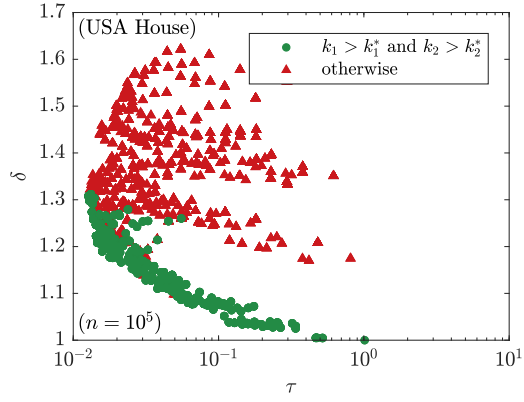 1.7
(USA House)
k₁ > k₁* and k₂ > k₂*
otherwise
1.6
1.5
1.4
δ
1.3
1.2
1.1
(n = 10⁵)
1
10⁻² 10⁻¹ 10⁰ 10¹
τ